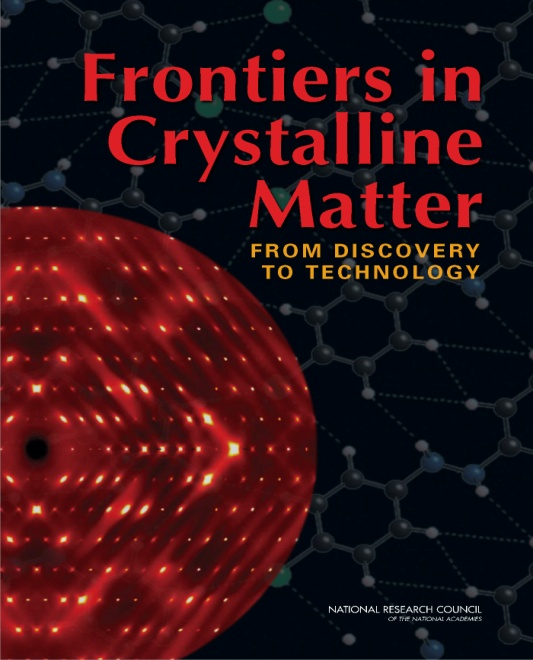 Frontiers in
Crystalline
Matter
FROM DISCOVERY
TO TECHNOLOGY
NATIONAL RESEARCH COUNCIL
OF THE NATIONAL ACADEMIES